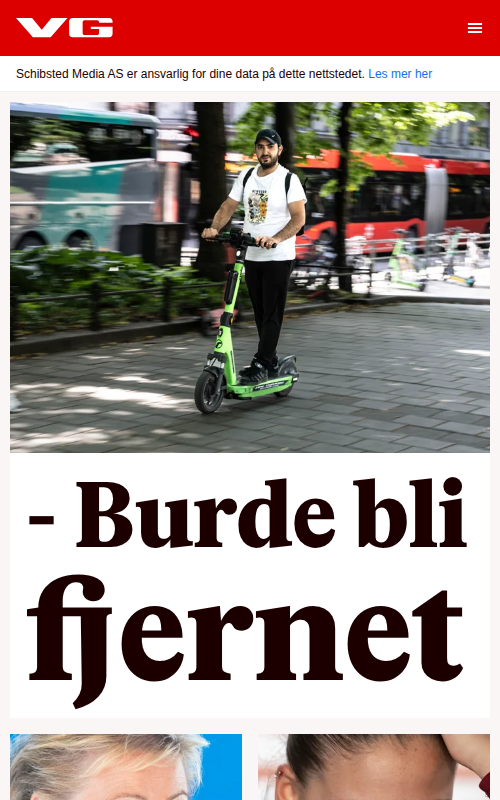 VG
Schibsted Media AS er ansvarlig for dine data på dette nettstedet. Les mer her
- Burde bli
fjernet